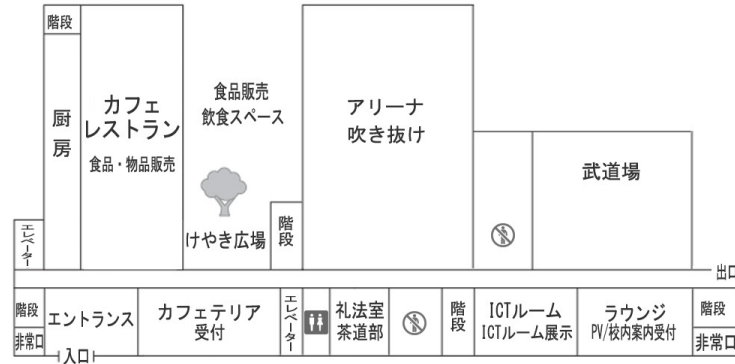 階段
厨房
カフェ
レストラン
食品・物品販売
食品販売
飲食スペース
けやき広場
階段
アリーナ
吹き抜け
武道場
エレベーター
出口
階段
非常口
エントランス
入口
カフェテリア
受付
エレベーター
礼法室
茶道部
階段
ICTルーム
ICTルーム展示
ラウンジ
PV/校内案内受付
階段
非常口